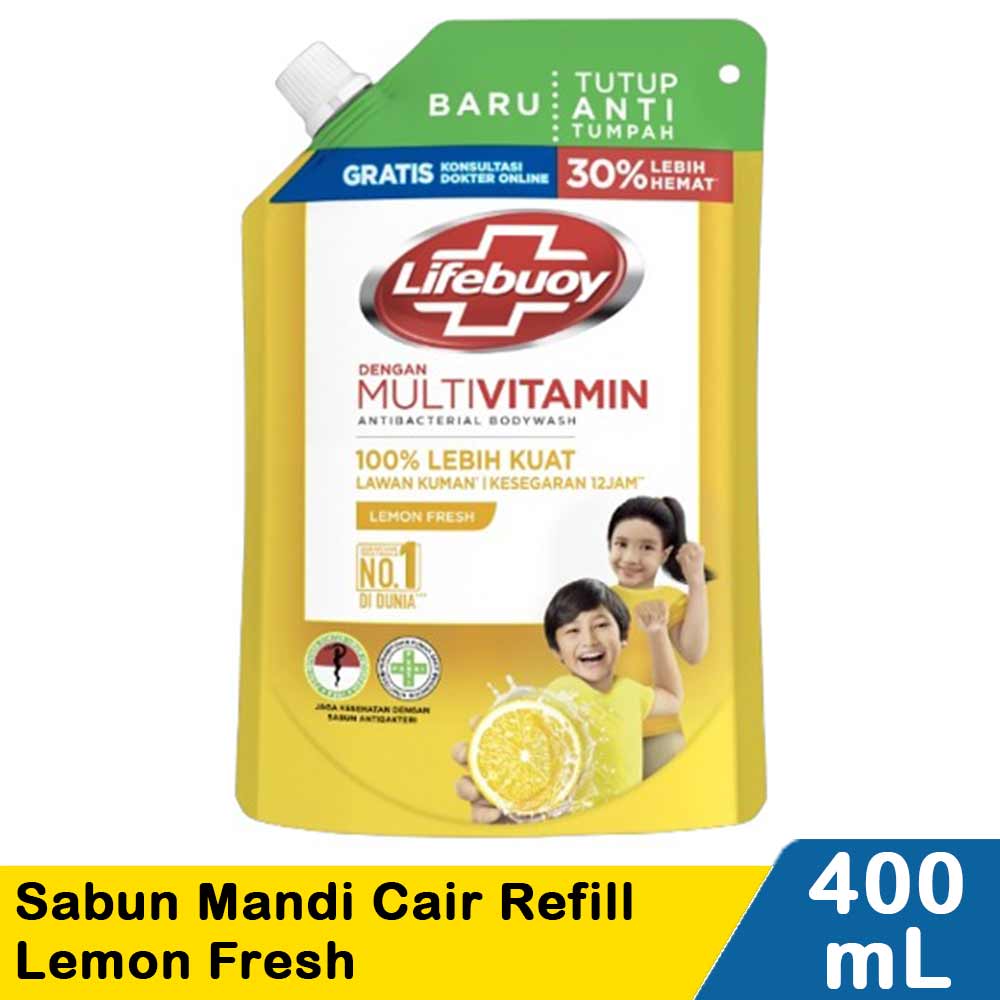 BARU
TUTUP
ANTI
TUMPAH
GRATIS KONSULTASI
DOKTER ONLINE
30% LEBIH
HEMAT*
Lifebuoy
DENGAN
MULTIVITAMIN
ANTIBACTERIAL BODYWASH
100% LEBIH KUAT
LAWAN KUMAN* | KESEGARAN 12JAM**
LEMON FRESH
NO.1
DI DUNIA***
JAGA KESEHATAN DENGAN
SABUN ANTIBAKTERI
Sabun Mandi Cair Refill
Lemon Fresh
400
mL